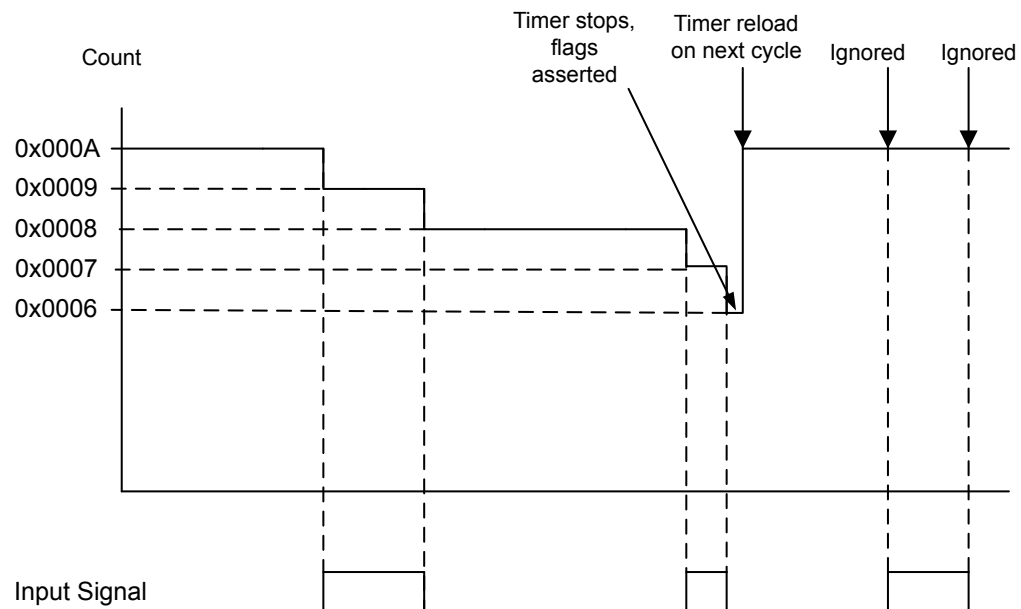 Timer stops,
flags
asserted
Timer reload
on next cycle
Ignored
Ignored
Count
0x000A
0x0009
0x0008
0x0007
0x0006
Input Signal